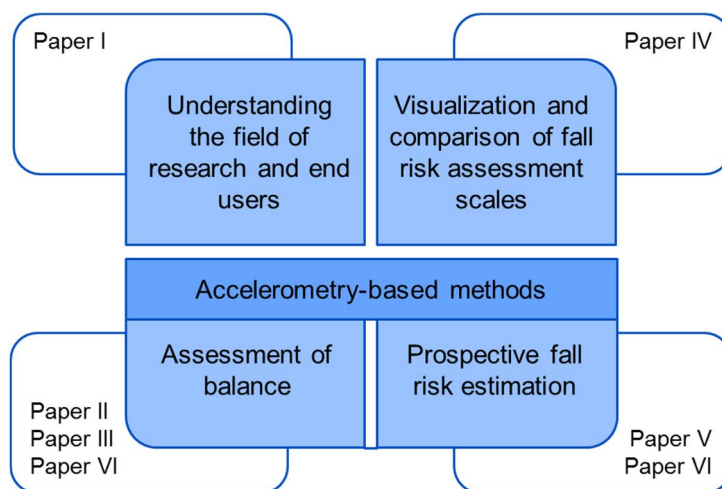 Paper I
Paper IV
Understanding
the field of
research and end
users
Visualization and
comparison of fall
risk assessment
scales
Accelerometry-based methods
Assessment of
balance
Prospective fall
risk estimation
Paper II
Paper III
Paper VI
Paper V
Paper VI